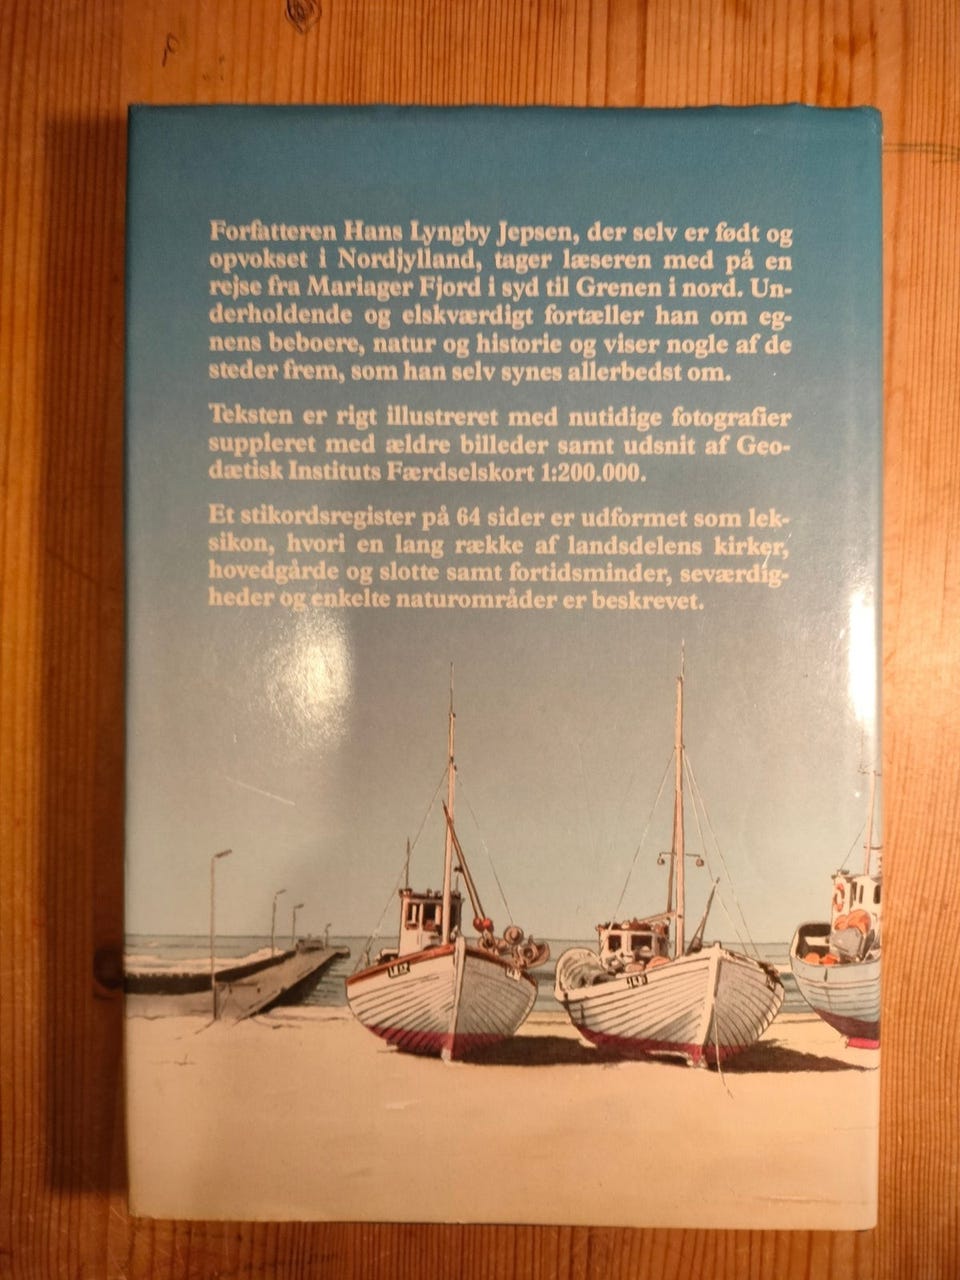 Forfatteren Hans Lyngby Jepsen, der selv er født og
opvokset i Nordjylland, tager læseren med på en
rejse fra Mariager Fjord i syd til Grenen i nord. Un-
derholdende og elskværdigt fortæller han om eg-
nens beboere, natur og historie og viser nogle af de
steder frem, som han selv synes allerbedst om.
Teksten er rigt illustreret med nutidige fotografier
suppleret med ældre billeder samt udsnit af Geo-
dætisk Instituts Færdselskort 1:200.000.
Et stikordsregister på 64 sider er udformet som lek-
sikon, hvori en lang række af landsdelens kirker,
hovedgårde og slotte samt fortidsminder, seværdig-
heder og enkelte naturområder er beskrevet.